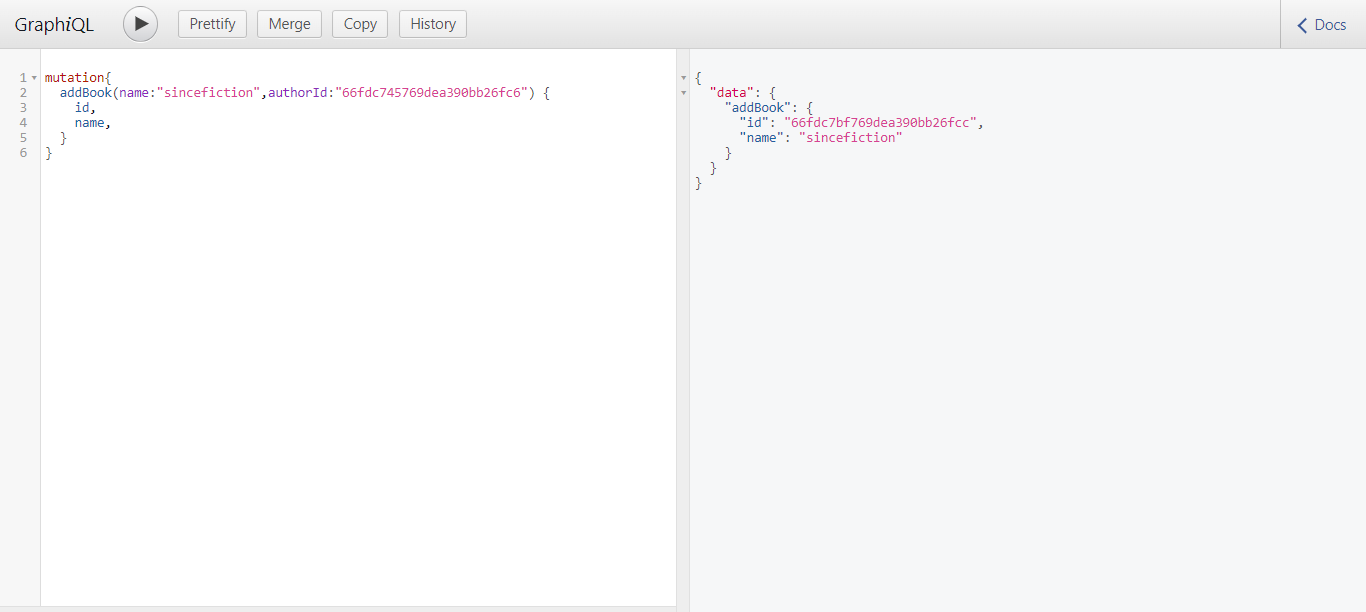 GraphiQL Prettify Merge Copy History Docs
1 mutation{
2 addBook(name:"sincefiction",authorId:"66fdc745769dea390bb26fc6") {
3 id,
4 name,
5 }
6 }
{
"data": {
"addBook": {
"id": "66fdc7bf769dea390bb26fcc",
"name": "sincefiction"
}
}
}